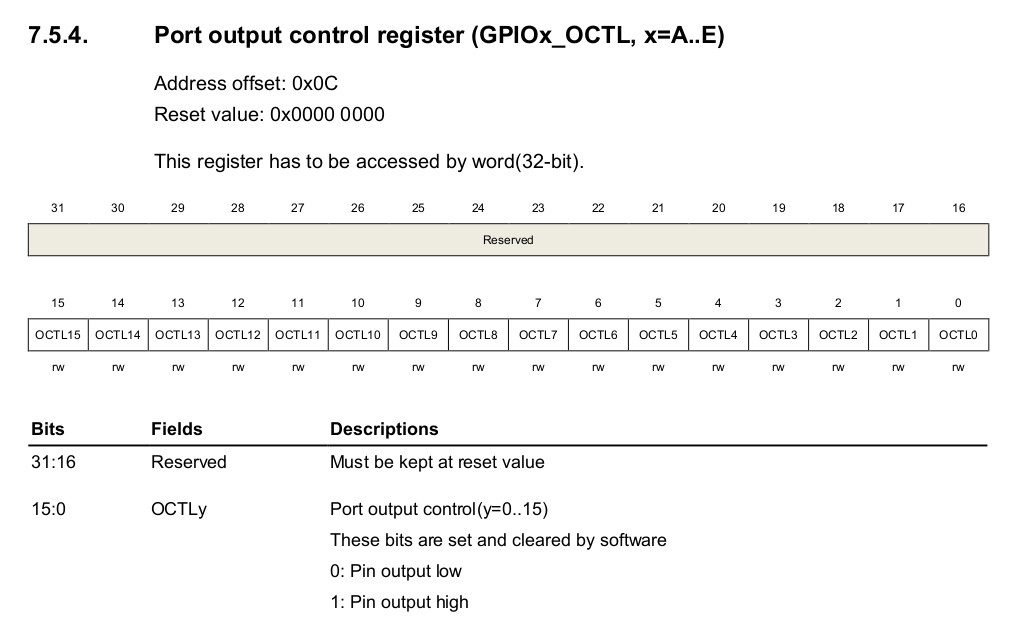 7.5.4. Port output control register (GPIOx_OCTL, x=A..E)
Address offset: 0x0C
Reset value: 0x0000 0000
This register has to be accessed by word(32-bit).
31 30 29 28 27 26 25 24 23 22 21 20 19 18 17 16
Reserved
15 14 13 12 11 10 9 8 7 6 5 4 3 2 1 0
OCTL15 OCTL14 OCTL13 OCTL12 OCTL11 OCTL10 OCTL9 OCTL8 OCTL7 OCTL6 OCTL5 OCTL4 OCTL3 OCTL2 OCTL1 OCTL0
rw rw rw rw rw rw rw rw rw rw rw rw rw rw rw rw
Bits Fields Descriptions
31:16 Reserved Must be kept at reset value
15:0 OCTLy Port output control(y=0..15)
These bits are set and cleared by software
0: Pin output low
1: Pin output high